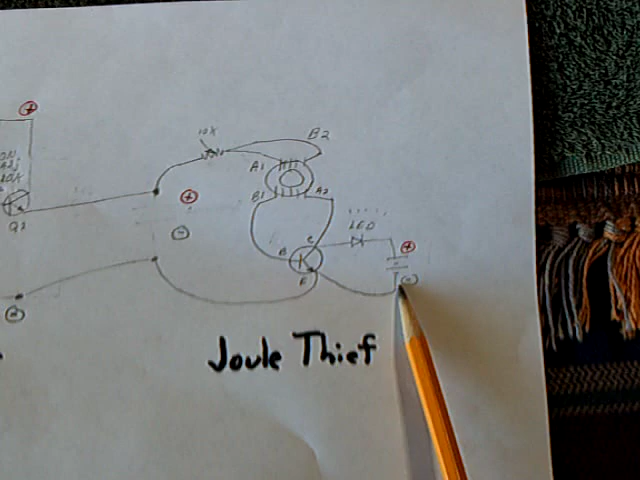 +
10K
B2
A1
B1
A2
+
-
LED
C
B
E
+
-
Q1
-
Joule Thief